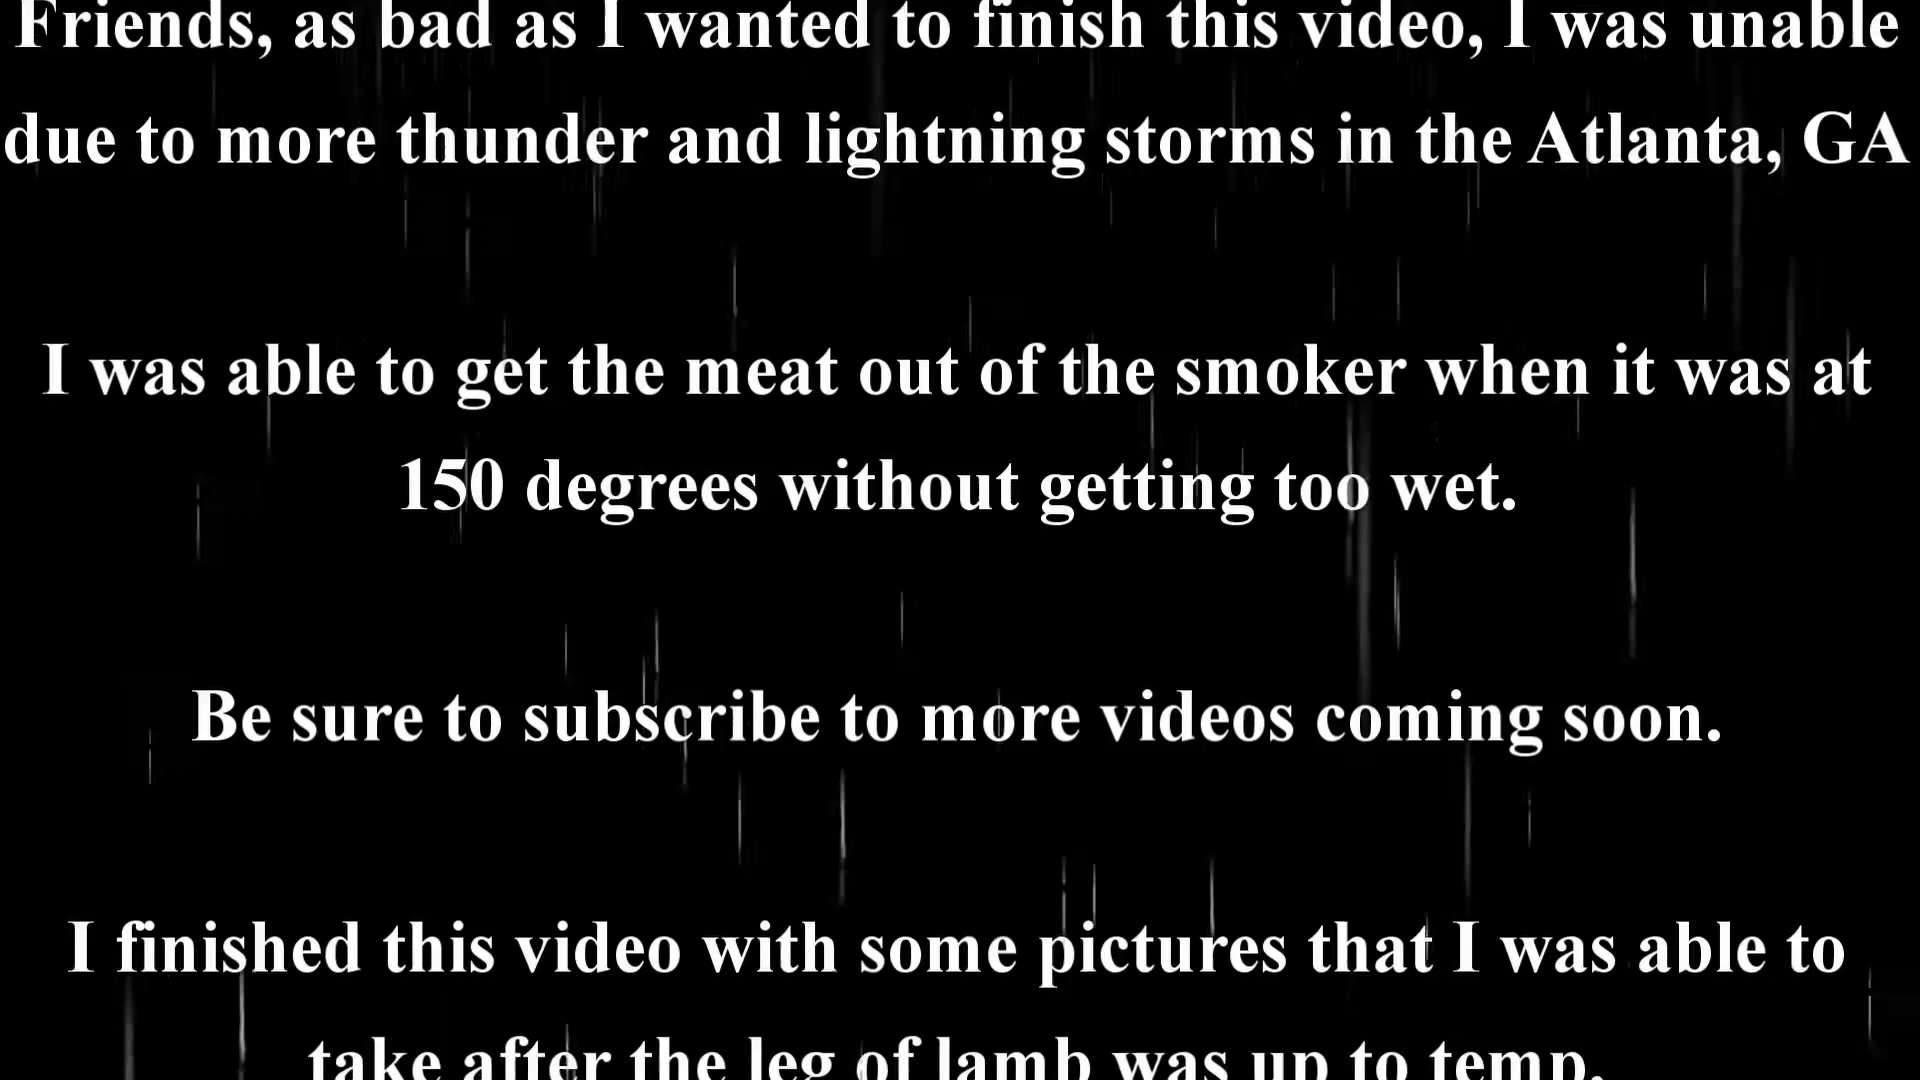 Friends, as bad as I wanted to finish this video, I was unable
due to more thunder and lightning storms in the Atlanta, GA
I was able to get the meat out of the smoker when it was at
150 degrees without getting too wet.
Be sure to subscribe to more videos coming soon.
I finished this video with some pictures that I was able to
take after the leg of lamb was up to temp.